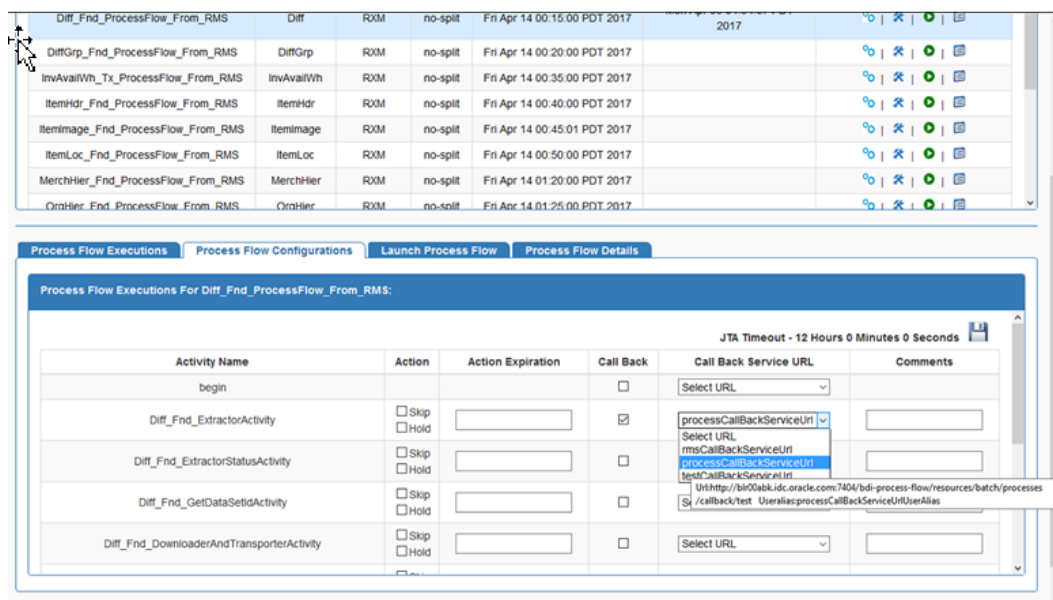 Diff_Fnd_ProcessFlow_From_RMS Diff RXM no-split Fri Apr 14 00:15:00 PDT 2017
2017
DiffGrp_Fnd_ProcessFlow_From_RMS DiffGrp RXM no-split Fri Apr 14 00:20:00 PDT 2017
InvAvailWh_Tx_ProcessFlow_From_RMS InvAvailWh RXM no-split Fri Apr 14 00:35:00 PDT 2017
ItemHdr_Fnd_ProcessFlow_From_RMS ItemHdr RXM no-split Fri Apr 14 00:40:00 PDT 2017
ItemImage_Fnd_ProcessFlow_From_RMS ItemImage RXM no-split Fri Apr 14 00:45:01 PDT 2017
ItemLoc_Fnd_ProcessFlow_From_RMS ItemLoc RXM no-split Fri Apr 14 00:50:00 PDT 2017
MerchHier_Fnd_ProcessFlow_From_RMS MerchHier RXM no-split Fri Apr 14 01:20:00 PDT 2017
OrgHier_Fnd_ProcessFlow_From_RMS OrgHier RXM no-split Fri Apr 14 01:25:00 PDT 2017
Process Flow Executions Process Flow Configurations Launch Process Flow Process Flow Details
Process Flow Executions For Diff_Fnd_ProcessFlow_From_RMS:
JTA Timeout - 12 Hours 0 Minutes 0 Seconds
Activity Name Action Action Expiration Call Back Call Back Service URL Comments
begin Select URL
Diff_Fnd_ExtractorActivity Skip Hold processCallBackServiceUrl
Select URL
rmsCallBackServiceUrl
processCallBackServiceUrl
testCallBackServiceUrl
Diff_Fnd_ExtractorStatusActivity Skip Hold
Url:http://blr00abk.idc.oracle.com:7404/bdi-process-flow/resources/batch/processes
/callback/test Useralias:processCallBackServiceUrlUserAlias
Diff_Fnd_GetDataSetIdActivity Skip Hold
Diff_Fnd_DownloaderAndTransporterActivity Skip Hold Select URL